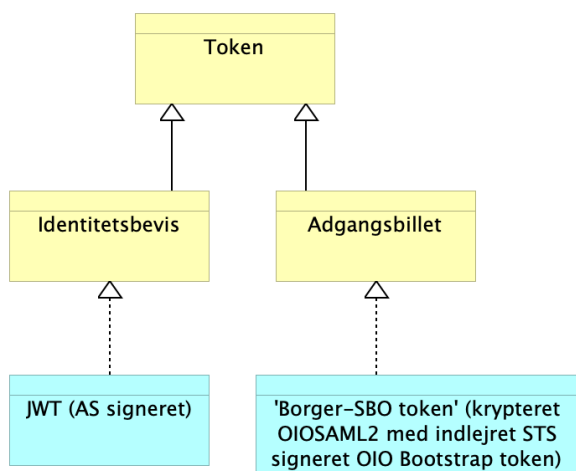 Token
Identitetsbevis
Adgangsbillet
JWT (AS signeret)
'Borger-SBO token' (krypteret
OIOSAML2 med indlejret STS
signeret OIO Bootstrap token)